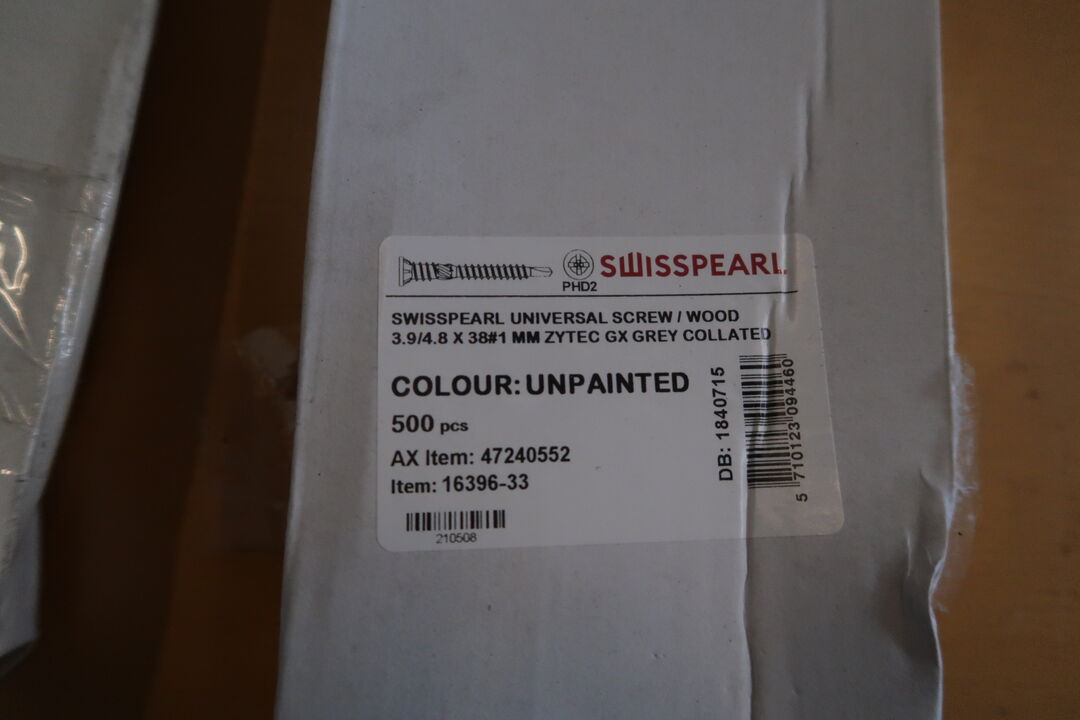 SWISSPEARL
PHD2
SWISSPEARL UNIVERSAL SCREW / WOOD
3.9/4.8 X 38#1 MM ZYTEC GX GREY COLLATED
COLOUR: UNPAINTED
500 pcs
AX Item: 47240552
Item: 16396-33
210508
DB: 1840715
5 710123 094460